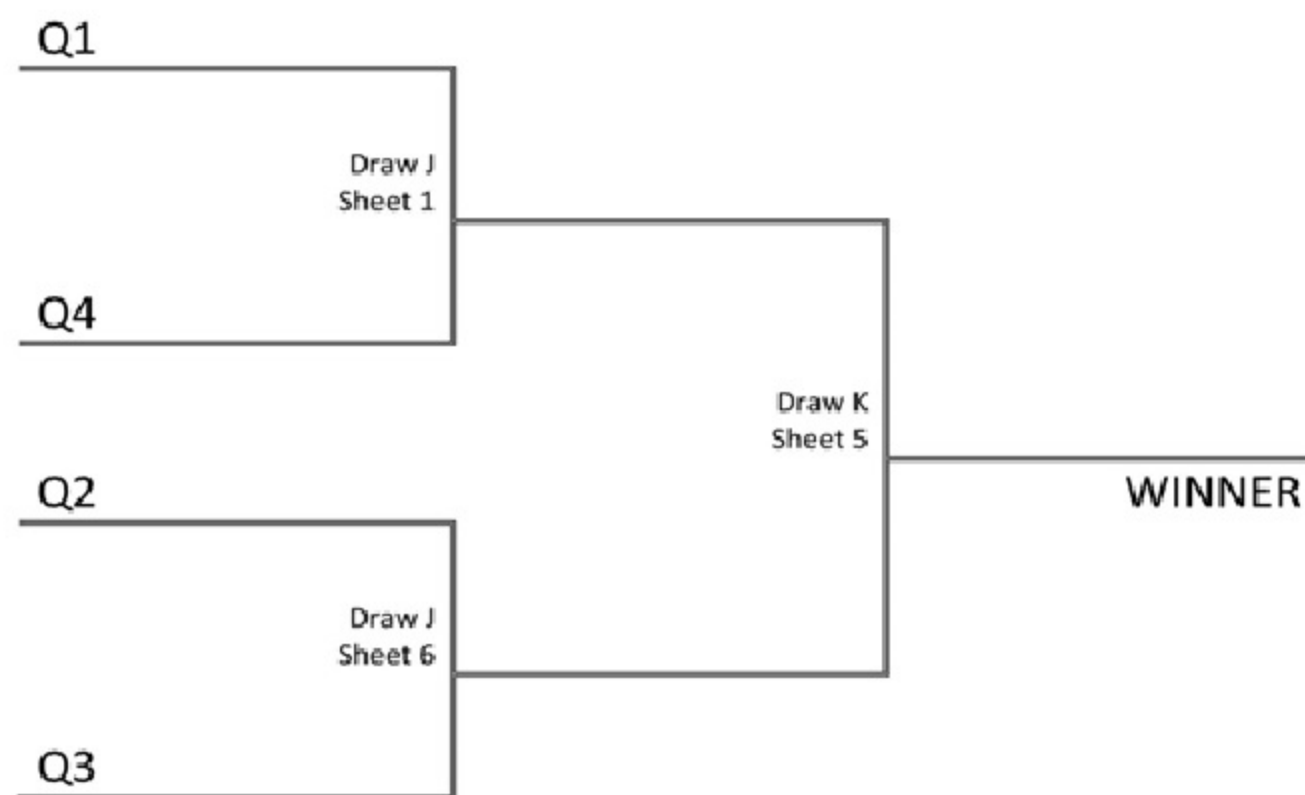 Q1
Draw J
Sheet 1
Q4
Draw K
Sheet 5
WINNER
Q2
Draw J
Sheet 6
Q3